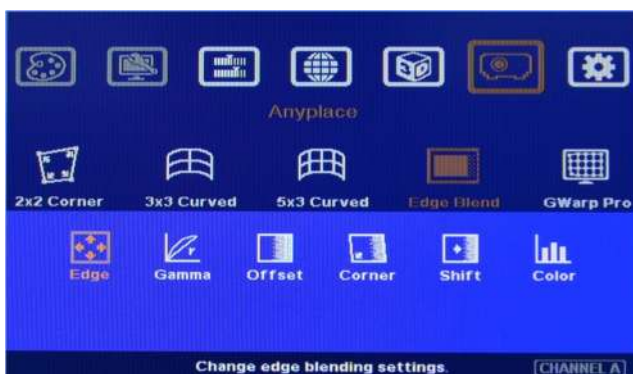 Anyplace
2x2 Corner 3x3 Curved 5x3 Curved Edge Blend GWarp Pro
Edge Gamma Offset Corner Shift Color
Change edge blending settings. CHANNEL A